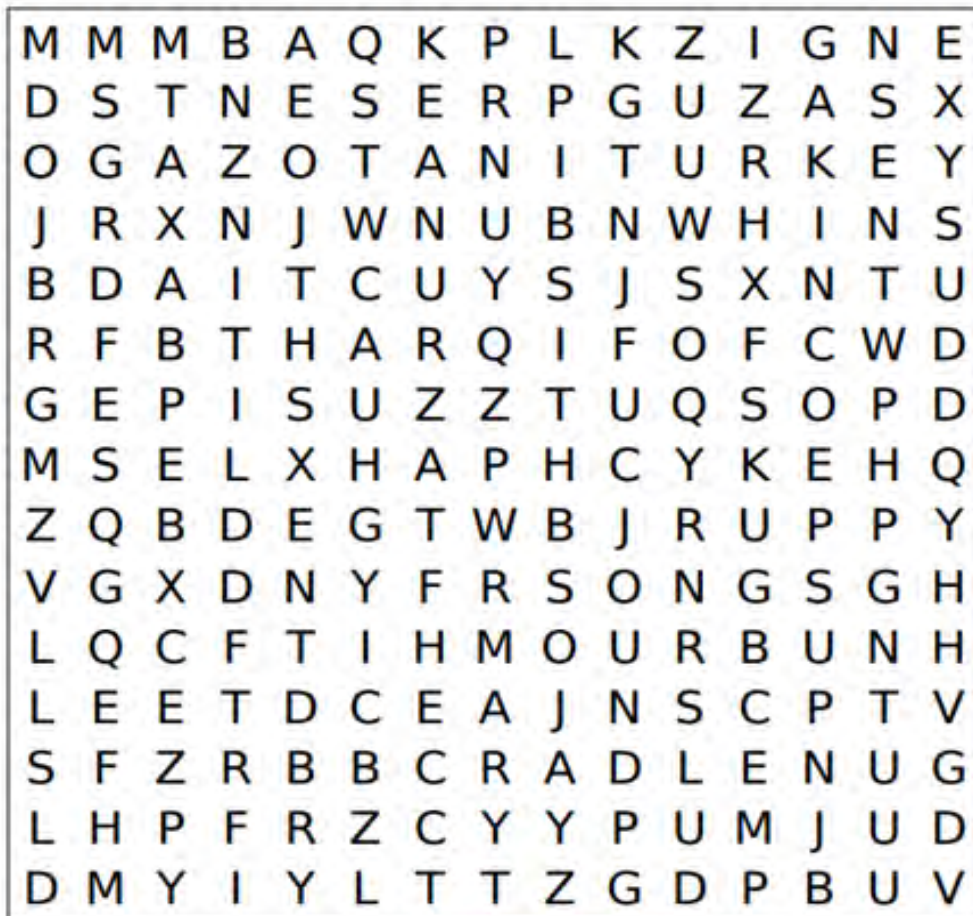 M M M B A Q K P L K Z I G N E
D S T N E S E R P G U Z A S X
O G A Z O T A N I T U R K E Y
J R X N J W N U B N W H I N S
B D A I T C U Y S J S X N T U
R F B T H A R Q I F O F C W D
G E P I S U Z Z T U Q S O P D
M S E L X H A P H C Y K E H Q
Z Q B D E G T W B J R U P P Y
V G X D N Y F R S O N G S G H
L Q C F T I H M O U R B U N H
L E E T D C E A J N S C P T V
S F Z R B B C R A D L E N U G
L H P F R Z C Y Y P U M J U D
D M Y I Y L T T Z G D P B U V